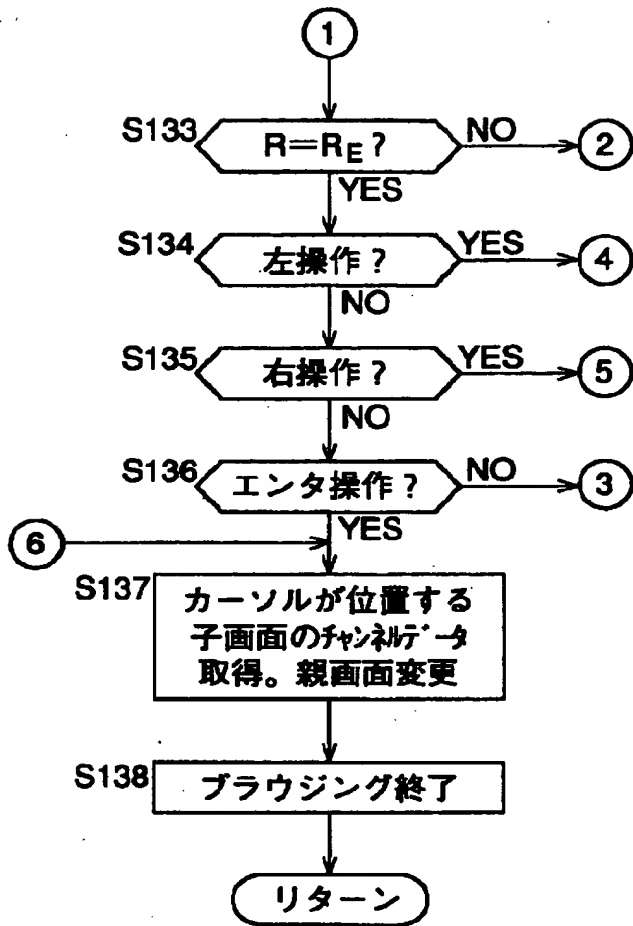 ①
S133 R=RE? NO ②
YES
S134 左操作? YES ④
NO
S135 右操作? YES ⑤
NO
S136 エンタ操作? NO ③
YES
⑥
S137 カーソルが位置する
子画面のチャンネルデータ
取得。親画面変更
S138 ブラウジング終了
リターン